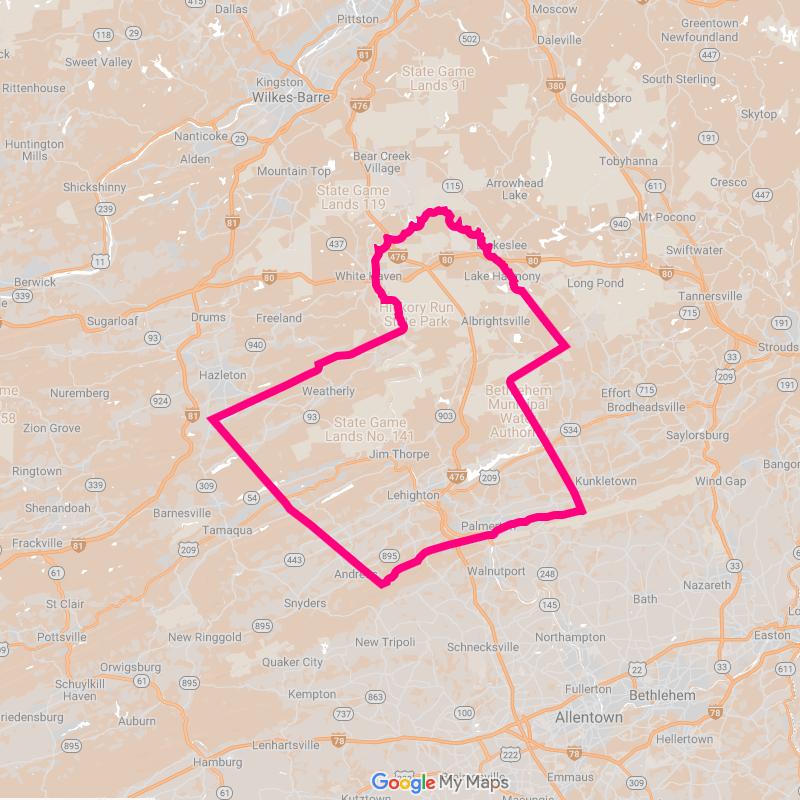 415
Dallas
Pittston
Moscow
Greentown
Newfoundland
118
29
502
Daleville
447
Sweet Valley
81
State Game
Lands 91
South Sterling
Rittenhouse
Kingston
Wilkes-Barre
476
380
Gouldsboro
Skytop
Huntington
Mills
Nanticoke
29
191
Alden
Bear Creek
Village
Tobyhanna
Mountain Top
Shickshinny
State Game
Lands 119
115
Arrowhead
Lake
611
Cresco
447
239
81
940
Mt Pocono
437
Swiftwater
11
476
80
80
80
Berwick
80
White Haven
Lake Harmony
Long Pond
339
Tannersville
Sugarloaf
Drums
Freeland
Hickory Run
State Park
Albrightsville
715
191
93
940
33
Strouds
Hazleton
209
Nuremberg
Weatherly
Effort
715
191
58
924
Brodheadsville
81
93
903
Zion Grove
State Game
Lands No. 141
534
Saylorsburg
Jim Thorpe
Ringtown
476
209
Bangor
339
309
Kunkletown
Wind Gap
54
Lehighton
Shenandoah
Barnesville
Tamaqua
Frackville
81
209
895
33
61
443
Walnutport
248
Nazareth
St Clair
Snyders
145
Bath
895
Pottsville
New Ringgold
New Tripoli
Schnecksville
Northampton
Easton
Orwigsburg
Quaker City
22
33
611
Schuylkill
Haven
61
895
Kempton
863
Fullerton
Bethlehem
737
100
Allentown
78
Auburn
895
Lenhartsville
78
78
Hellertown
222
Hamburg
61
Google My Maps
Emmaus
309
Kutztown